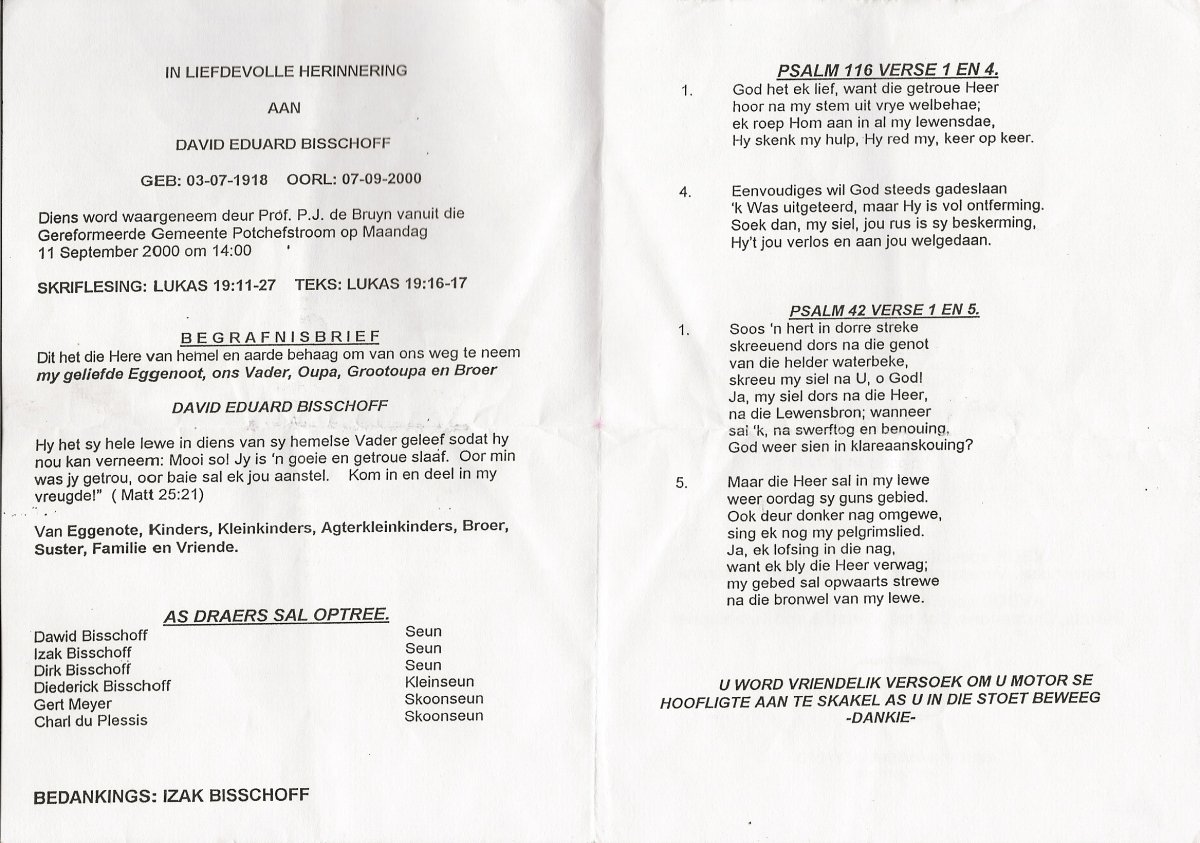 IN LIEFDEVOLLE HERINNERING
AAN
DAVID EDUARD BISSCHOFF
GEB: 03-07-1918 OORL: 07-09-2000
Diens word waargeneem deur Prof. P.J. de Bruyn vanuit die
Gereformeerde Gemeente Potchefstroom op Maandag
11 September 2000 om 14:00
SKRIFLESING: LUKAS 19:11-27 TEKS: LUKAS 19:16-17
B E G R A F N I S B R I E F
Dit het die Here van hemel en aarde behaag om van ons weg te neem
my geliefde Eggenoot, ons Vader, Oupa, Grootoupa en Broer
DAVID EDUARD BISSCHOFF
Hy het sy hele lewe in diens van sy hemelse Vader geleef sodat hy
nou kan verneem: Mooi so! Jy is 'n goeie en getroue slaaf. Oor min
was jy getrou, oor baie sal ek jou aanstel. Kom in en deel in my
vreugde!" ( Matt 25:21)
Van Eggenote, Kinders, Kleinkinders, Agterkleinkinders, Broer,
Suster, Familie en Vriende.
AS DRAERS SAL OPTREE.
Dawid Bisschoff Seun
Izak Bisschoff Seun
Dirk Bisschoff Seun
Diederick Bisschoff Kleinseun
Gert Meyer Skoonseun
Charl du Plessis Skoonseun
BEDANKINGS: IZAK BISSCHOFF
PSALM 116 VERSE 1 EN 4.
1. God het ek lief, want die getroue Heer
hoor na my stem uit vrye welbehae;
ek roep Hom aan in al my lewensdae,
Hy skenk my hulp, Hy red my, keer op keer.
4. Eenvoudiges wil God steeds gadeslaan
'k Was uitgeteerd, maar Hy is vol ontferming.
Soek dan, my siel, jou rus is sy beskerming,
Hy't jou verlos en aan jou welgedaan.
PSALM 42 VERSE 1 EN 5.
1. Soos 'n hert in dorre streke
skreeuend dors na die genot
van die helder waterbeke,
skreeu my siel na U, o God!
Ja, my siel dors na die Heer,
na die Lewensbron; wanneer
sal 'k, na swerftog en benouing,
God weer sien in klareaanskouing?
5. Maar die Heer sal in my lewe
weer oordag sy guns gebied.
Ook deur donker nag omgewe,
sing ek nog my pelgrimslied.
Ja, ek lofsing in die nag,
want ek bly die Heer verwag;
my gebed sal opwaarts strewe
na die bronwel van my lewe.
U WORD VRIENDELIK VERSOEK OM U MOTOR SE
HOOFLIGTE AAN TE SKAKEL AS U IN DIE STOET BEWEEG
-DANKIE-